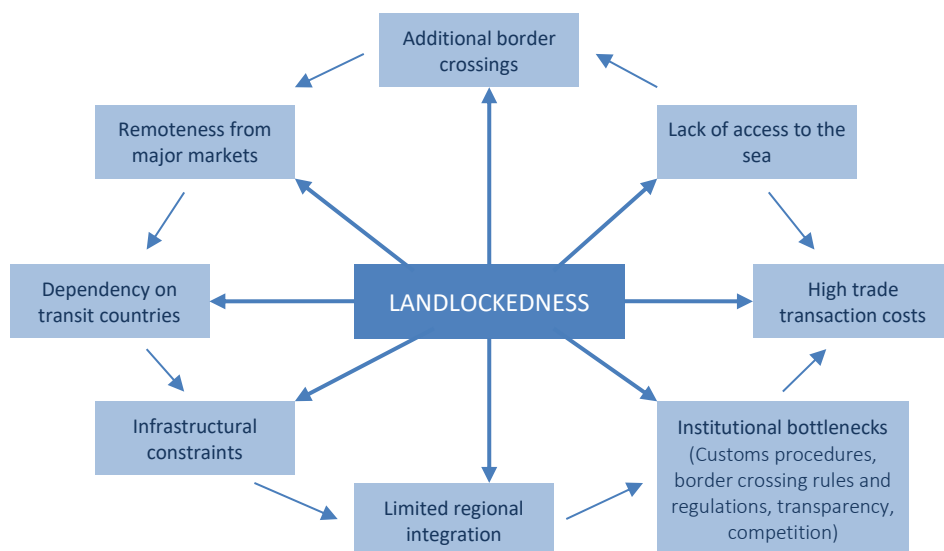 Additional border
crossings
Remoteness from
major markets
Lack of access to the
sea
Dependency on
transit countries
LANDLOCKEDNESS
High trade
transaction costs
Infrastructural
constraints
Limited regional
integration
Institutional bottlenecks
(Customs procedures,
border crossing rules and
regulations, transparency,
competition)